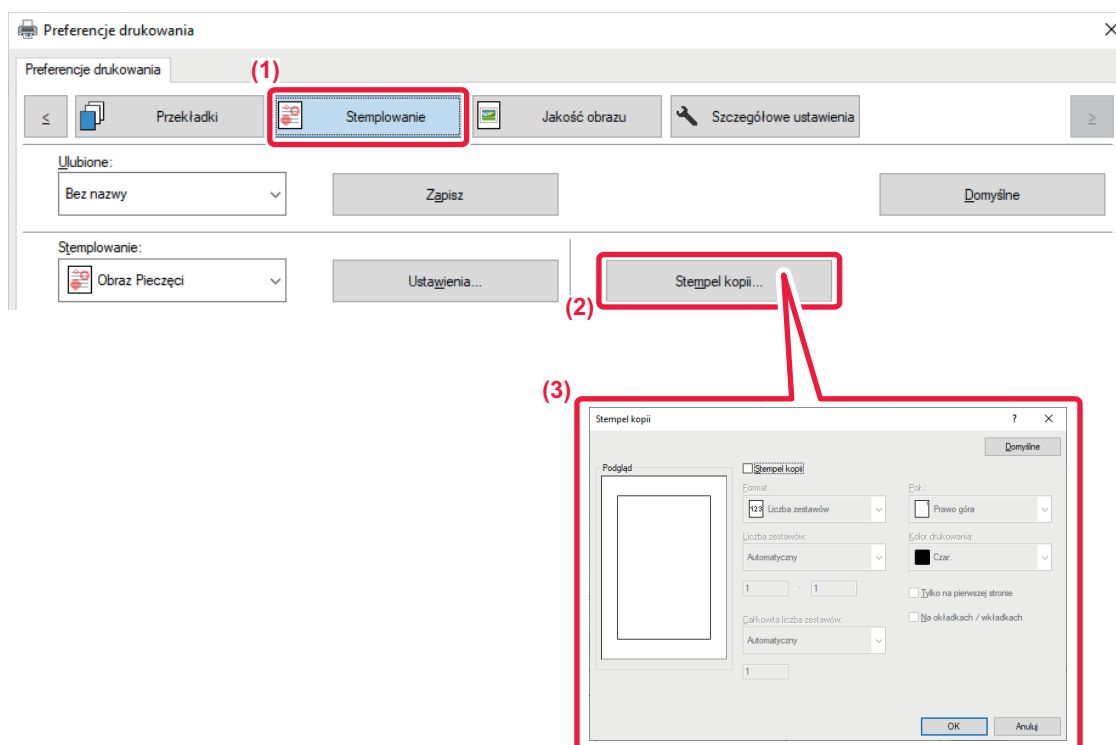 Preferencje drukowania
Preferencje drukowania
(1)
<
Przekładki
Stemplowanie
Jakość obrazu
Szczegółowe ustawienia
>
Ulubione:
Bez nazwy
Zapisz
Domyślne
Stemplowanie:
Obraz Pieczęci
Ustawienia...
Stempel kopii...
(2)
(3)
Stempel kopii
?
Domyślne
Podgląd
Stempel kopii
Format:
Poł.:
123 Liczba zestawów
Prawo góra
Liczba zestawów:
Kolor drukowania:
Automatyczny
Czar.
1 - 1
Tylko na pierwszej stronie
Całkowita liczba zestawów:
Na okładkach / wkładkach
Automatyczny
1
OK
Anuluj